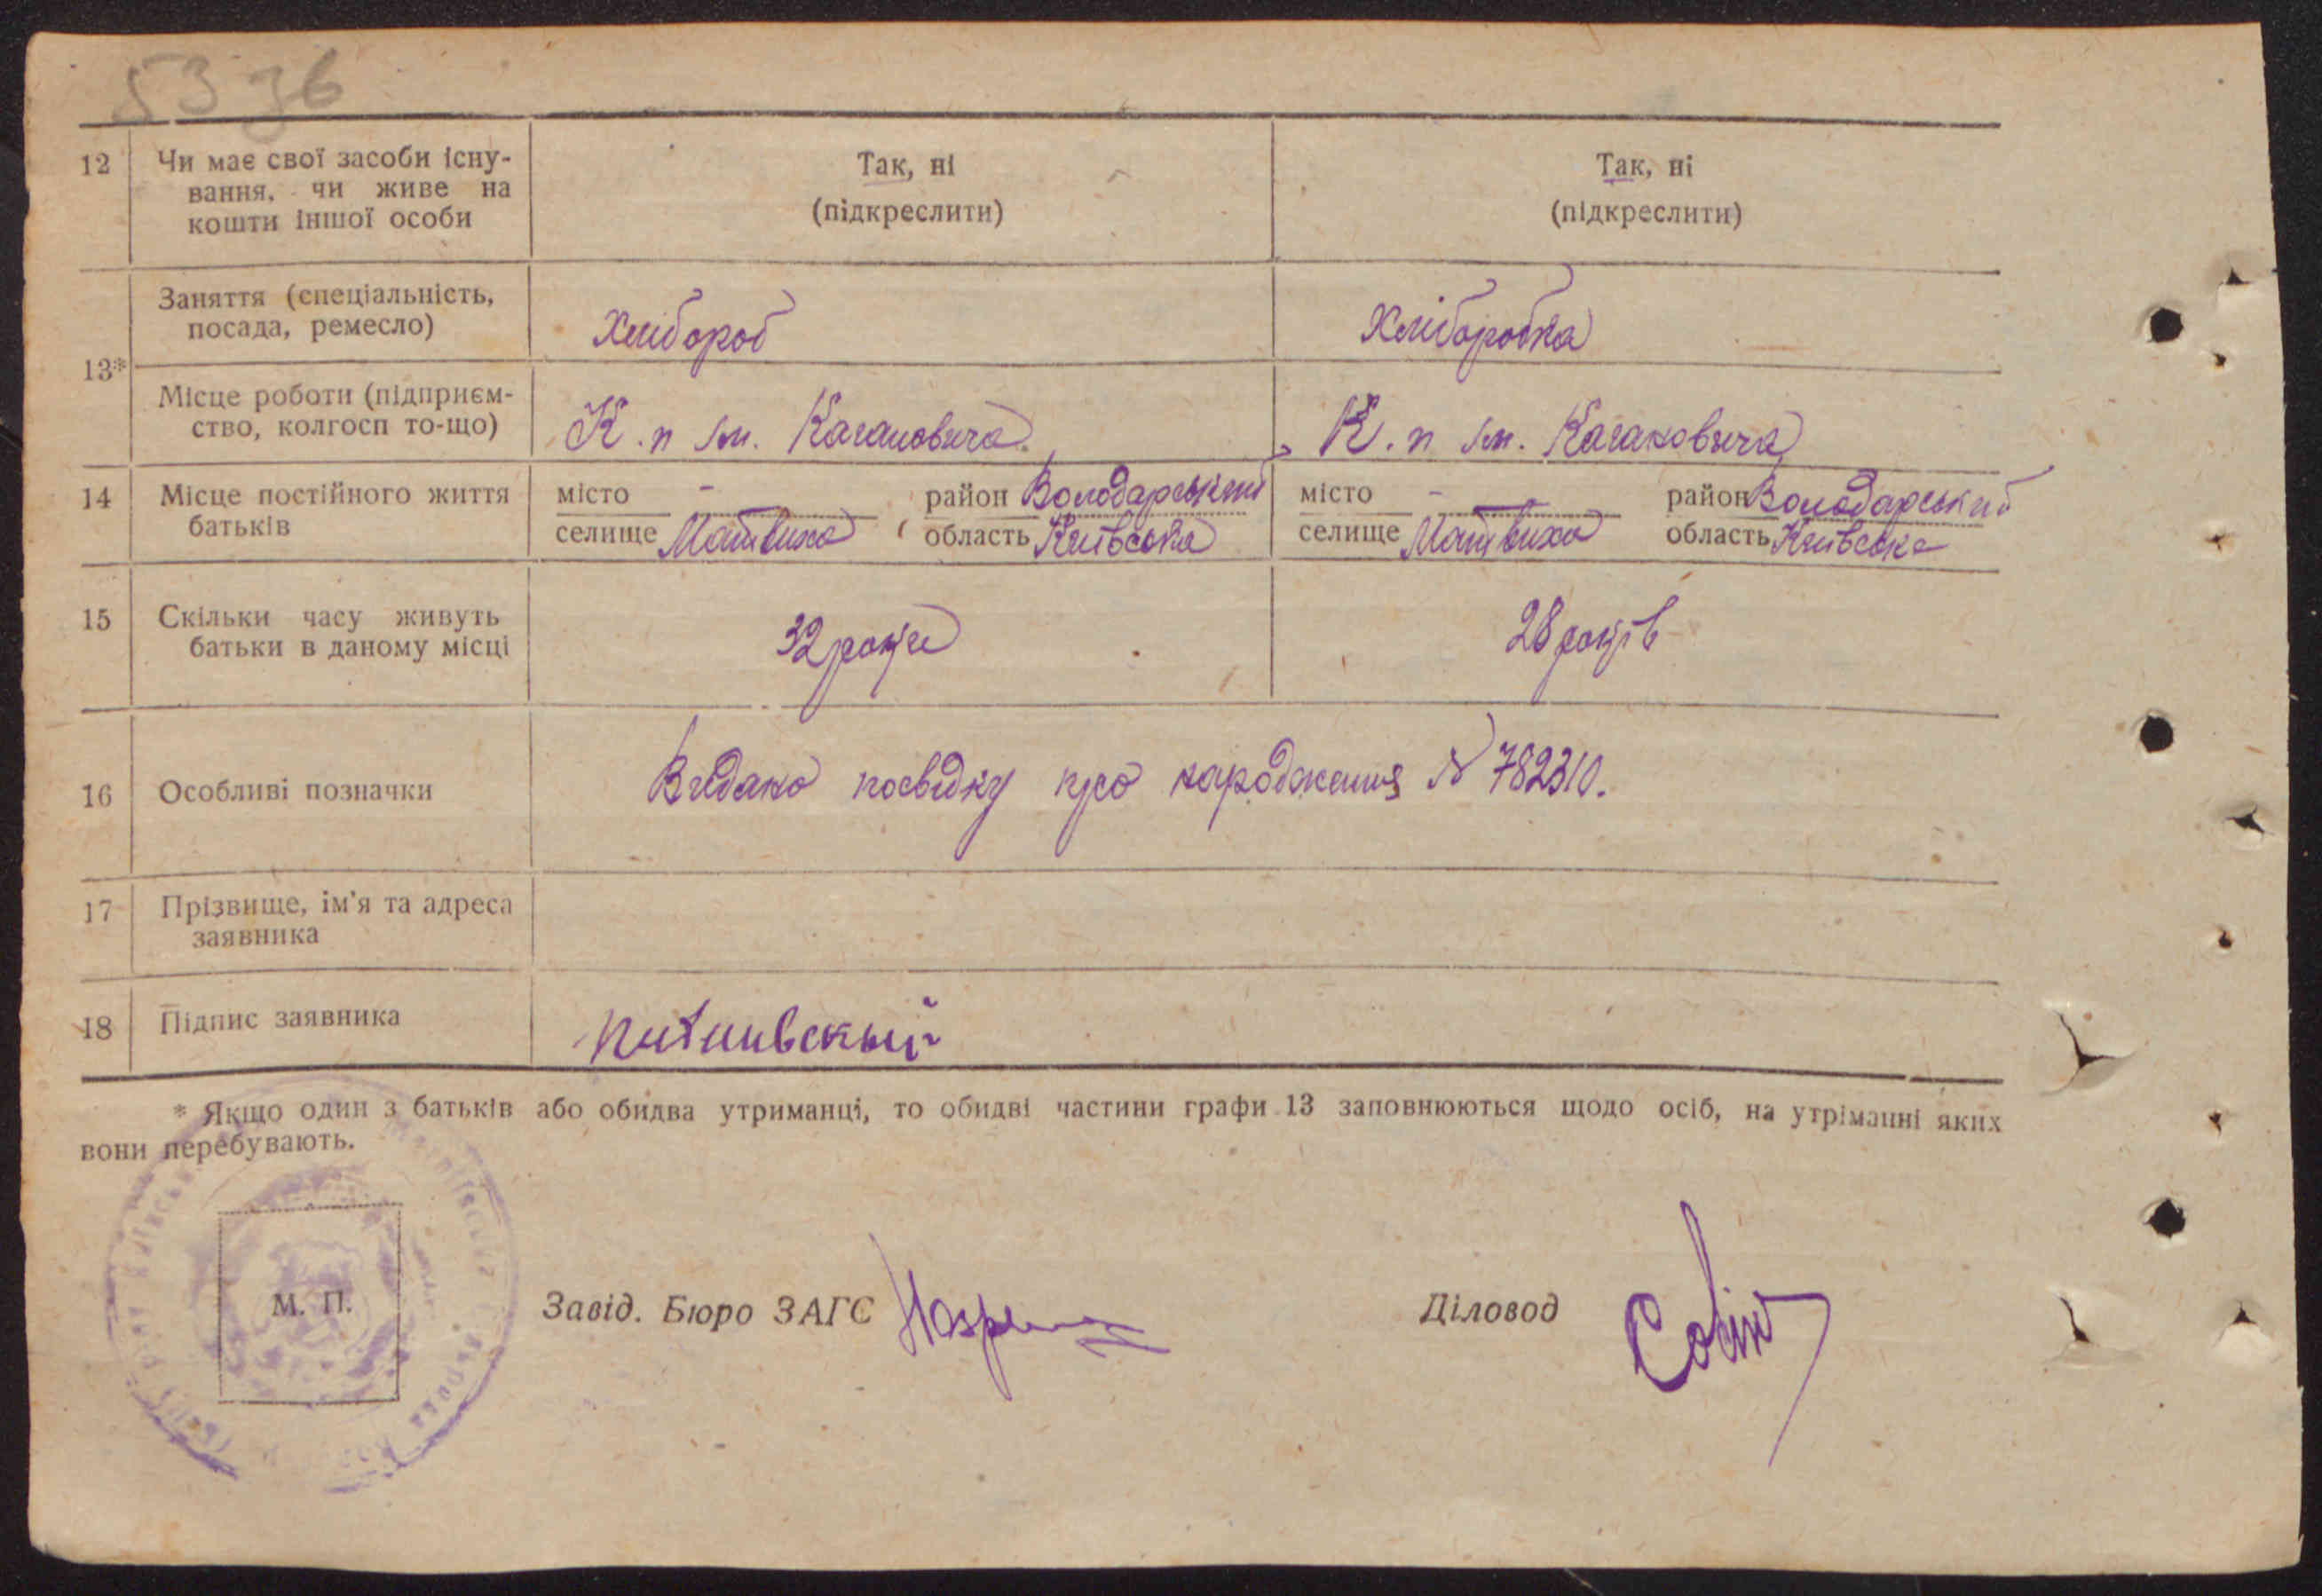 53 зв
12 Чи має свої засоби існу- Так, ні Так, ні
вання, чи живе на (підкреслити) (підкреслити)
кошти іншої особи
Заняття (спеціальність,
посада, ремесло) Хлібороб Хліборобка
13*
Місце роботи (підприєм-
ство, колгосп то-що) К.п ім. Кагановича К.п ім. Кагановича
14 Місце постійного життя місто - район Володарський місто - район Володарський
батьків селище Матвиха область Київська селище Матвиха область Київська
15 Скільки часу живуть 32 роки 28 років
батьки в даному місці
16 Особливі позначки Видано посвідку про народження N 782310.
17 Прізвище, ім'я та адреса
заявника
18 Підпис заявника
* Якщо один з батьків або обидва утриманці, то обидві частини графи 13 заповнюються щодо осіб, на утріманні яких
вони перебувають.
М. П.
Завід. Бюро ЗАГС Діловод